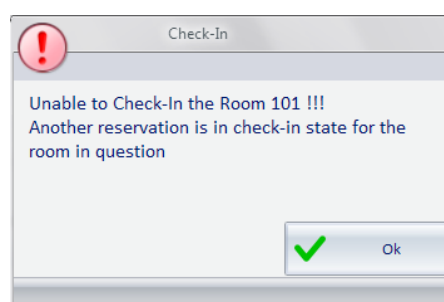 Check-In
Unable to Check-In the Room 101 !!!
Another reservation is in check-in state for the
room in question
Ok